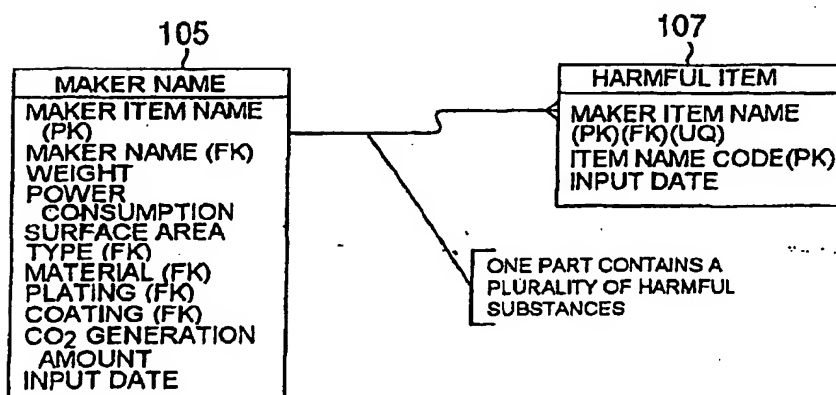 105
MAKER NAME
MAKER ITEM NAME
(PK)
MAKER NAME (FK)
WEIGHT
POWER
CONSUMPTION
SURFACE AREA
TYPE (FK)
MATERIAL (FK)
PLATING (FK)
COATING (FK)
CO2 GENERATION
AMOUNT
INPUT DATE
107
HARMFUL ITEM
MAKER ITEM NAME
(PK)(FK)(UQ)
ITEM NAME CODE(PK)
INPUT DATE
ONE PART CONTAINS A
PLURALITY OF HARMFUL
SUBSTANCES